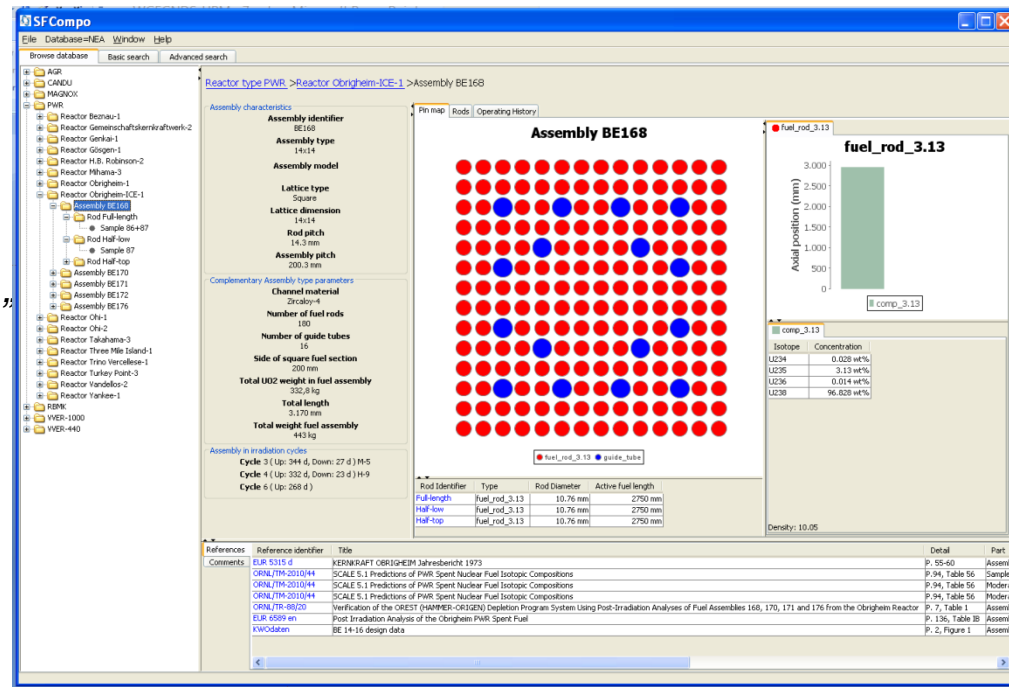 SFCompo
File Database=NEA Window Help
Browse database Basic search Advanced search
AGR
CANDU
MAGNOX
PWR
Reactor Beznau-1
Reactor Gemeinschaftskernkraftwerk-2
Reactor Genkai-1
Reactor Gösgen-1
Reactor H.B. Robinson-2
Reactor Mihama-3
Reactor Obrigheim-1
Reactor Obrigheim-ICE-1
Assembly BE168
Rod Full-length
Sample 86+87
Rod Half-low
Sample 87
Rod Half-top
Assembly BE170
Assembly BE171
Assembly BE172
Assembly BE176
Reactor Ohi-1
Reactor Ohi-2
Reactor Takahama-3
Reactor Three Mile Island-1
Reactor Trino Vercellese-1
Reactor Turkey Point-3
Reactor Vandellos-2
Reactor Yankee-1
RBMK
VVER-1000
VVER-440
”
Reactor type PWR >Reactor Obrigheim-ICE-1 >Assembly BE168
Assembly characteristics
Assembly identifier
BE168
Assembly type
14x14
Assembly model
Lattice type
Square
Lattice dimension
14x14
Rod pitch
14.3 mm
Assembly pitch
200.3 mm
Complementary Assembly type parameters
Channel material
Zircaloy-4
Number of fuel rods
180
Number of guide tubes
16
Side of square fuel section
200 mm
Total UO2 weight in fuel assembly
332,8 kg
Total length
3.170 mm
Total weight fuel assembly
443 kg
Assembly in irradiation cycles
Cycle 3 ( Up: 344 d, Down: 27 d ) M-5
Cycle 4 ( Up: 332 d, Down: 23 d ) H-9
Cycle 6 ( Up: 268 d )
Pin map Rods Operating History
Assembly BE168
fuel_rod_3.13 guide_tube
Rod Identifier Type Rod Diameter Active fuel length
Full-length fuel_rod_3.13 10.76 mm 2750 mm
Half-low fuel_rod_3.13 10.76 mm 2750 mm
Half-top fuel_rod_3.13 10.76 mm 2750 mm
fuel_rod_3.13
fuel_rod_3.13
Axial position (mm)
3.000
2.500
2.000
1.500
1.000
500
0
comp_3.13
comp_3.13
Isotope Concentration
U234 0.028 wt%
U235 3.13 wt%
U236 0.014 wt%
U238 96.828 wt%
Density: 10.05
References Comments
Reference identifier Title Detail Part
EUR 5315 d KERNKRAFT OBRIGHEIM Jahresbericht 1973 P. 55-60 Assemb
ORNL/TM-2010/44 SCALE 5.1 Predictions of PWR Spent Nuclear Fuel Isotopic Compositions P.94, Table 56 Sample
ORNL/TM-2010/44 SCALE 5.1 Predictions of PWR Spent Nuclear Fuel Isotopic Compositions P.94, Table 56 Modera
ORNL/TM-2010/44 SCALE 5.1 Predictions of PWR Spent Nuclear Fuel Isotopic Compositions P.94, Table 56 Modera
ORNL/TR-88/20 Verification of the OREST (HAMMER-ORIGEN) Depletion Program System Using Post-Irradiation Analyses of Fuel Assemblies 168, 170, 171 and 176 from the Obrigheim Reactor P. 7, Table 1 Assemb
EUR 6589 en Post Irradiation Analysis of the Obrigheim PWR Spent Fuel P. 136, Table IB Assemb
KWOdaten BE 14-16 design data P. 2, Figure 1 Assemb